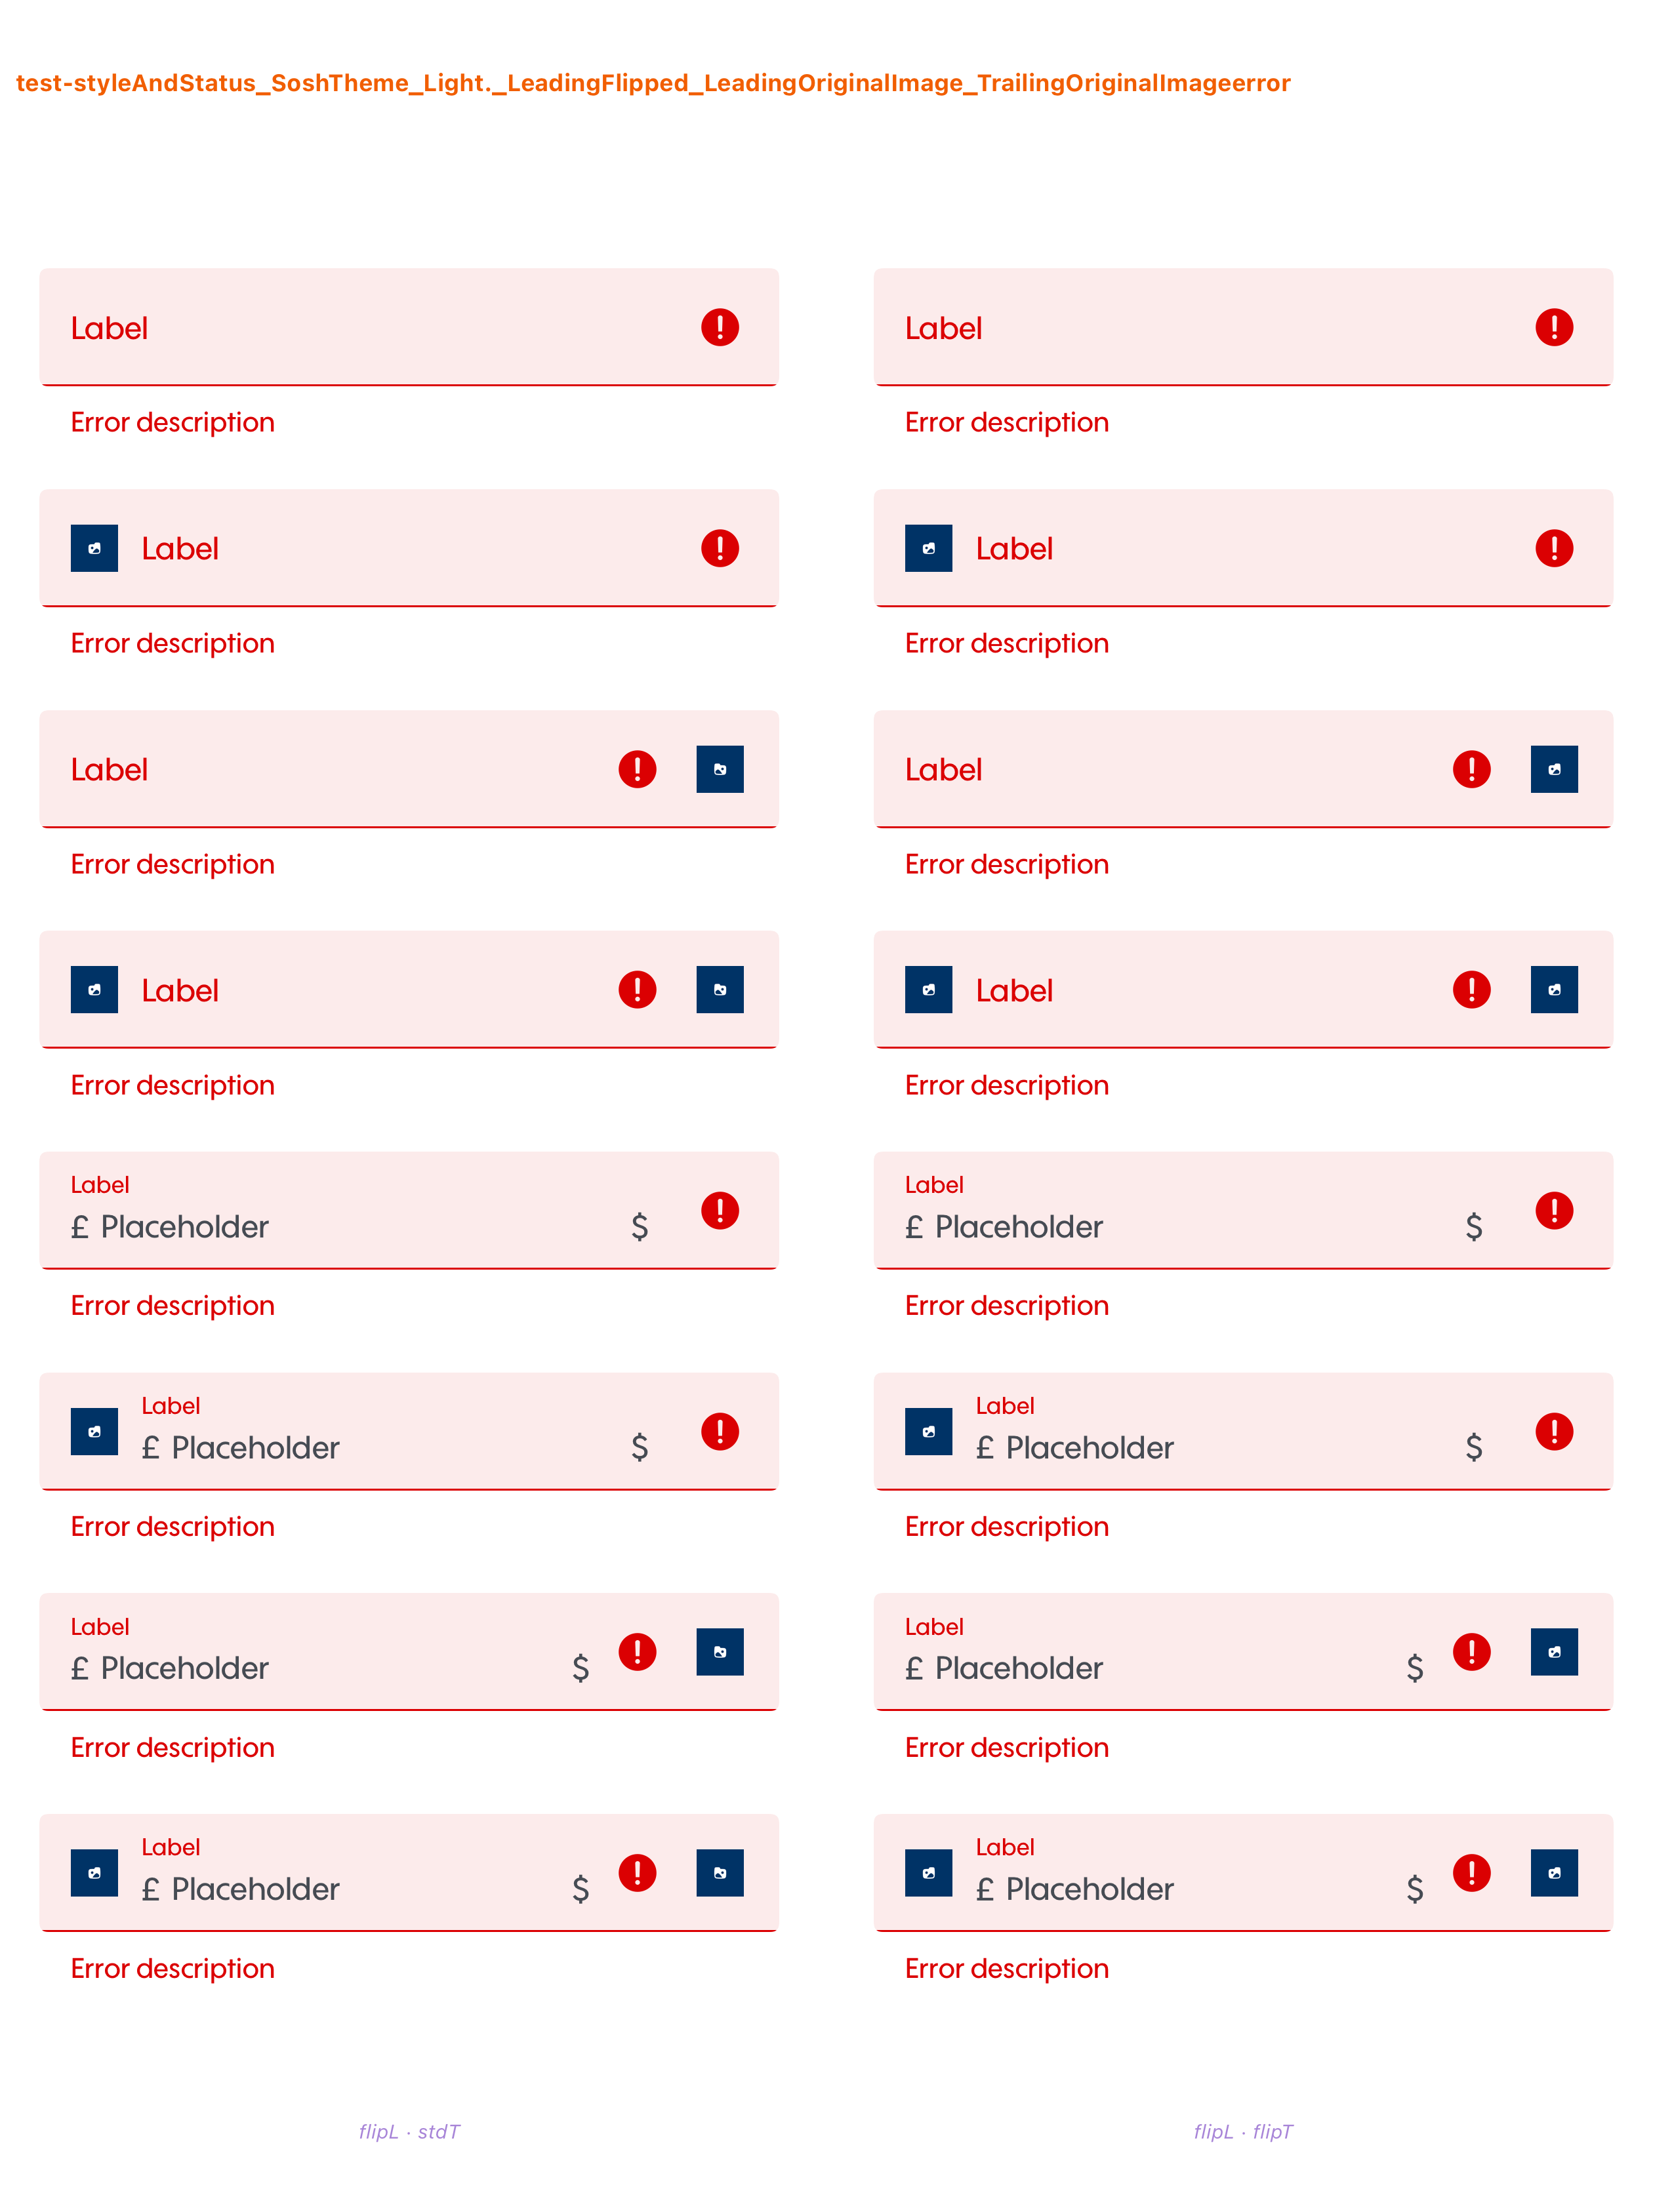 test-styleAndStatus_SoshTheme_Light._LeadingFlipped_LeadingOriginalImage_TrailingOriginalImageerror
Label
Label
Error description
Error description
Label
Label
Error description
Error description
Label
Label
Error description
Error description
Label
Label
Error description
Error description
Label
Label
£ Placeholder $
£ Placeholder $
Error description
Error description
Label
Label
£ Placeholder $
£ Placeholder $
Error description
Error description
Label
Label
£ Placeholder $
£ Placeholder $
Error description
Error description
Label
Label
£ Placeholder $
£ Placeholder $
Error description
Error description
flipL · stdT
flipL · flipT